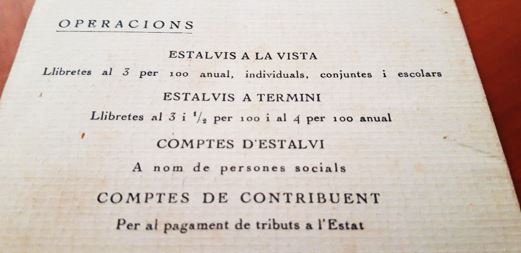 OPERACIONS
ESTALVIS A LA VISTA
Llibretes al 3 per 100 anual, individuals, conjuntes i escolars
ESTALVIS A TERMINI
Llibretes al 3 i 1/2 per 100 i al 4 per 100 anual
COMPTES D'ESTALVI
A nom de persones socials
COMPTES DE CONTRIBUENT
Per al pagament de tributs a l'Estat